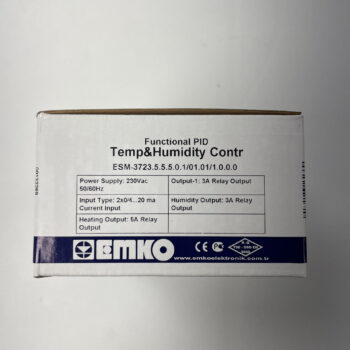 Functional PID
Temp&Humidity Contr
ESM-3723.5.5.5.0.1/01.01/1.0.0.0
Power Supply: 230Vac
50/60Hz
Output-1: 3A Relay Output
Input Type: 2x0/4...20 ma
Current Input
Humidity Output: 3A Relay
Output
Heating Output: 5A Relay
Output
EMKO
CE
www.emkoelektronik.com.tr